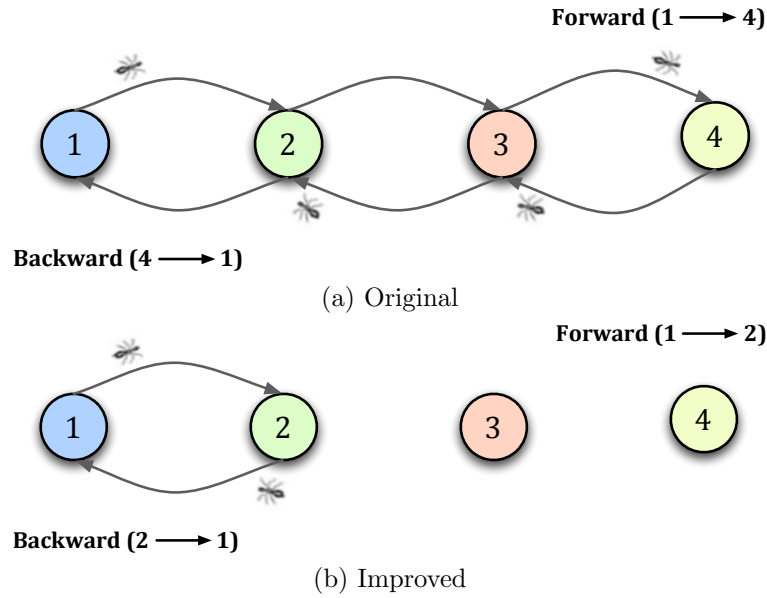 Forward (1 ⟶ 4)
1 2 3 4
Backward (4 ⟶ 1)
(a) Original
Forward (1 ⟶ 2)
1 2 3 4
Backward (2 ⟶ 1)
(b) Improved